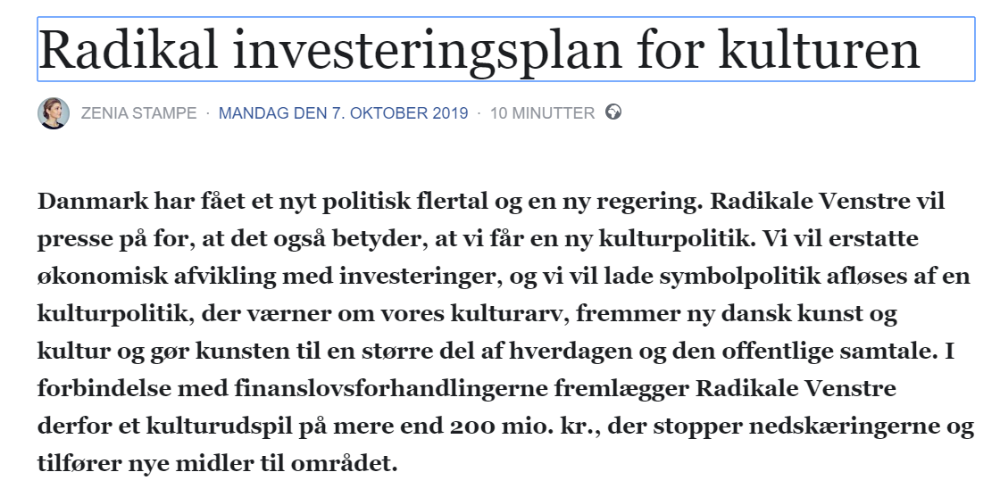 Radikal investeringsplan for kulturen
ZENIA STAMPE · MANDAG DEN 7. OKTOBER 2019 · 10 MINUTTER
Danmark har fået et nyt politisk flertal og en ny regering. Radikale Venstre vil
presse på for, at det også betyder, at vi får en ny kulturpolitik. Vi vil erstatte
økonomisk afvikling med investeringer, og vi vil lade symbolpolitik afløses af en
kulturpolitik, der værner om vores kulturarv, fremmer ny dansk kunst og
kultur og gør kunsten til en større del af hverdagen og den offentlige samtale. I
forbindelse med finanslovsforhandlingerne fremlægger Radikale Venstre
derfor et kulturudspil på mere end 200 mio. kr., der stopper nedskæringerne og
tilfører nye midler til området.